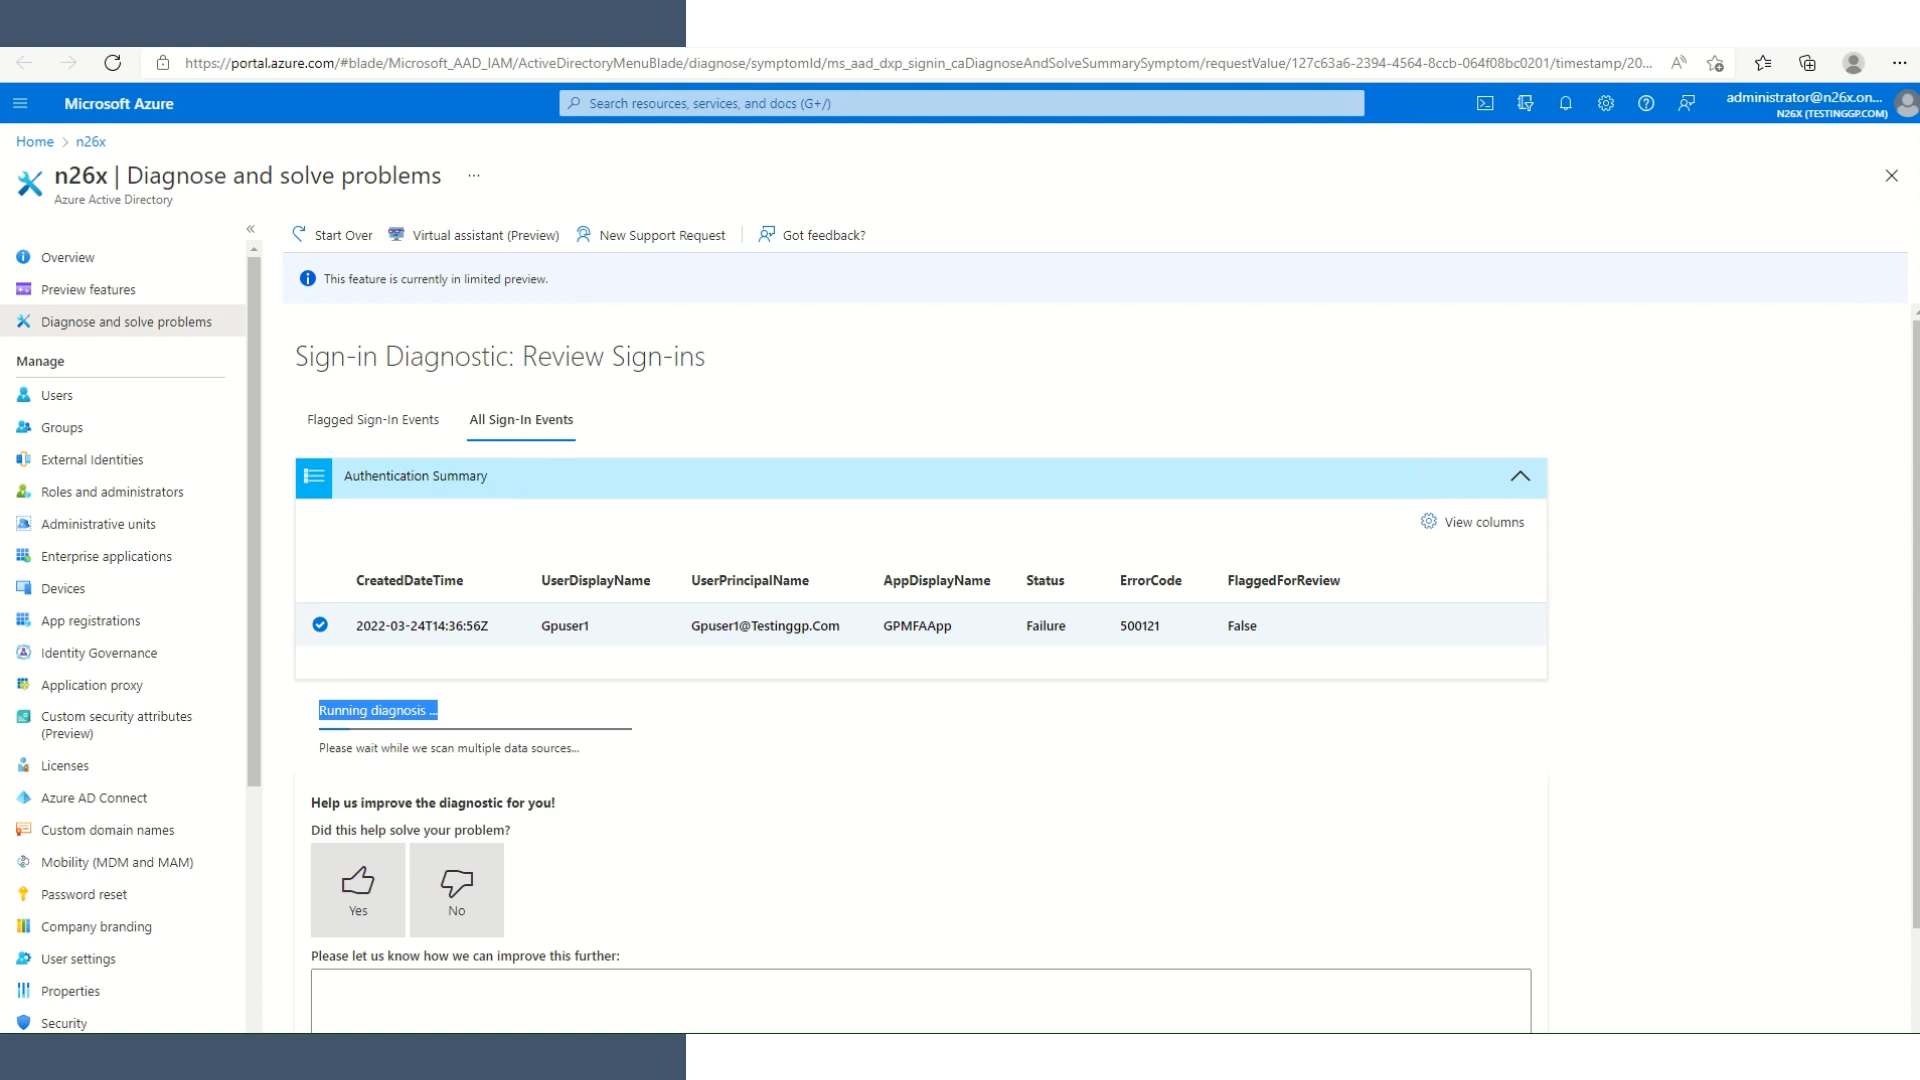 https://portal.azure.com/#blade/Microsoft_AAD_IAM/ActiveDirectoryMenuBlade/diagnose/symptomId/ms_aad_dxp_signin_caDiagnoseAndSolveSummarySymptom/requestValue/127c63a6-2394-4564-8ccb-064f08bc0201/timestamp/20...
Microsoft Azure
Search resources, services, and docs (G+/)
administrator@n26x.on...
N26X (TESTINGGP.COM)
Home > n26x
n26x | Diagnose and solve problems ...
Azure Active Directory
Start Over
Virtual assistant (Preview)
New Support Request
Got feedback?
This feature is currently in limited preview.
Overview
Preview features
Diagnose and solve problems
Manage
Users
Groups
External Identities
Roles and administrators
Administrative units
Enterprise applications
Devices
App registrations
Identity Governance
Application proxy
Custom security attributes
(Preview)
Licenses
Azure AD Connect
Custom domain names
Mobility (MDM and MAM)
Password reset
Company branding
User settings
Properties
Security
Sign-in Diagnostic: Review Sign-ins
Flagged Sign-In Events
All Sign-In Events
Authentication Summary
View columns
CreatedDateTime UserDisplayName UserPrincipalName AppDisplayName Status ErrorCode FlaggedForReview
2022-03-24T14:36:56Z Gpuser1 Gpuser1@Testinggp.Com GPMFAApp Failure 500121 False
Running diagnosis ...
Please wait while we scan multiple data sources...
Help us improve the diagnostic for you!
Did this help solve your problem?
Yes
No
Please let us know how we can improve this further: